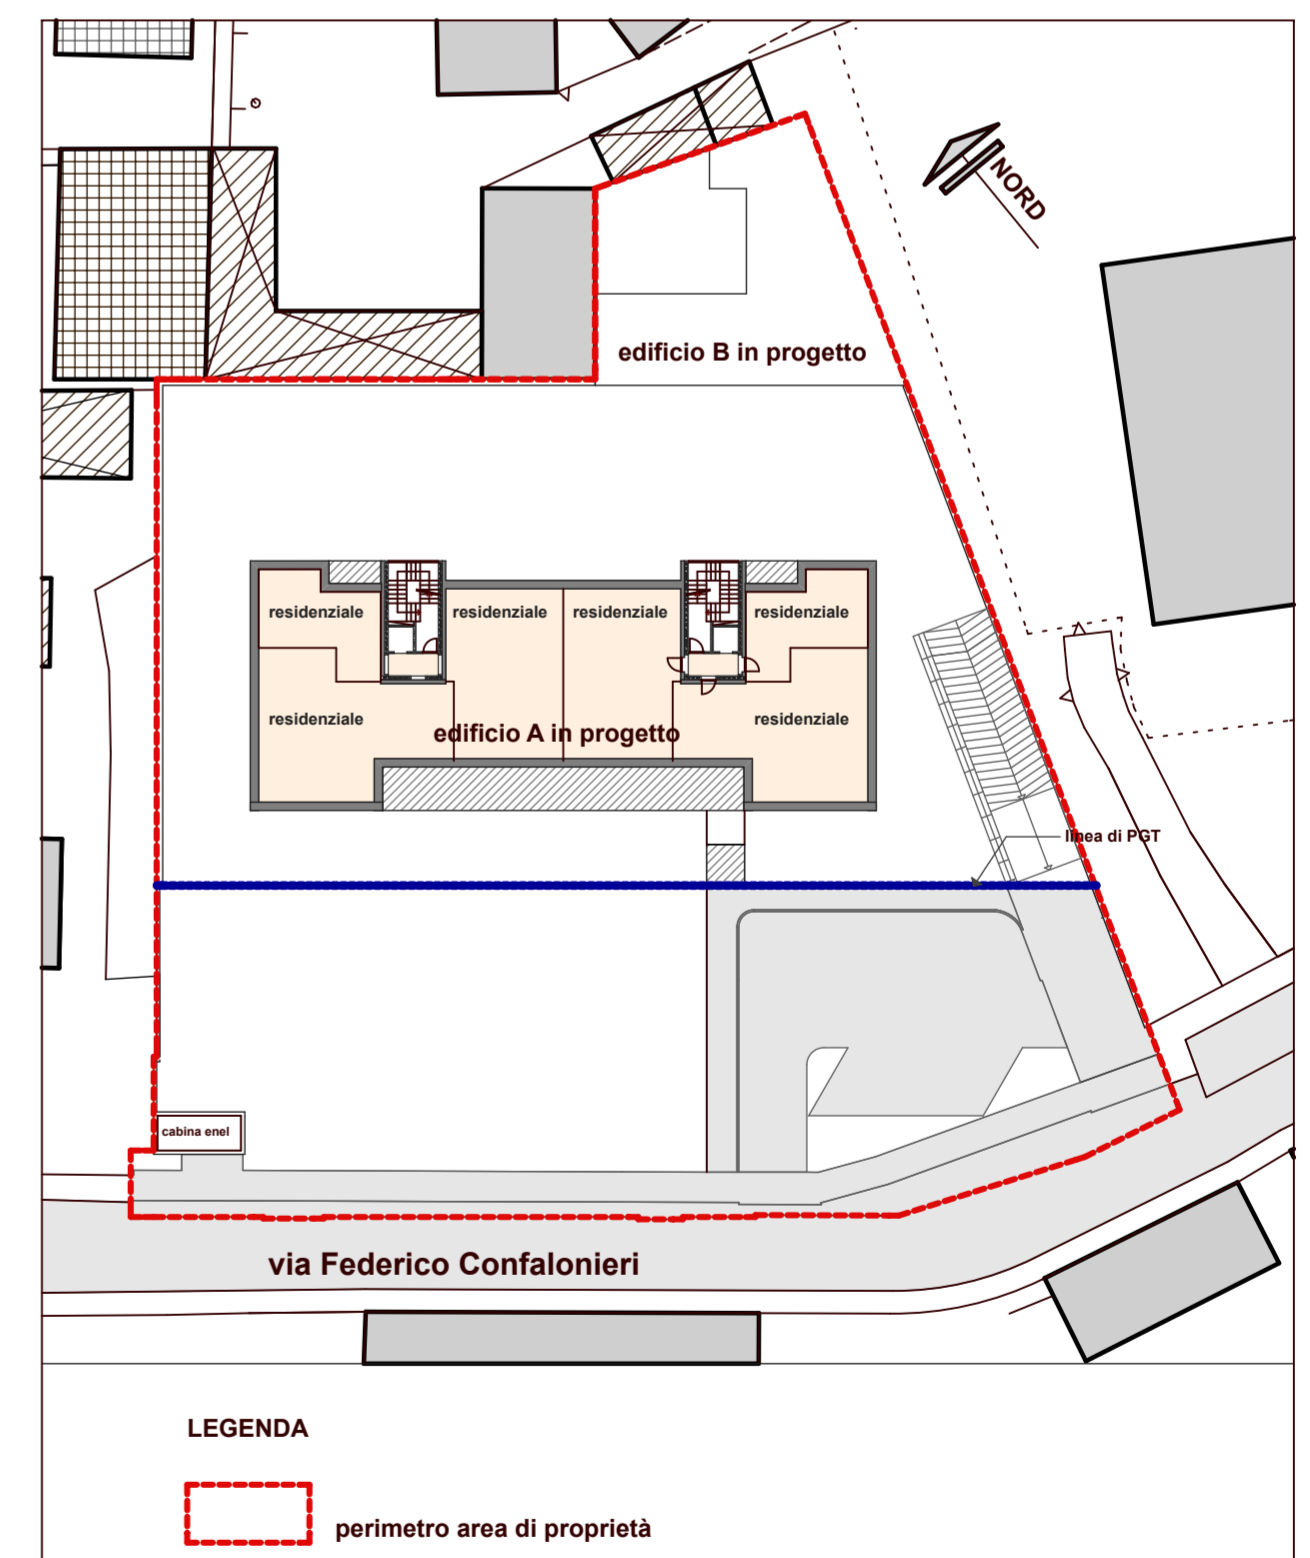 NORD
edificio B in progetto
residenziale
residenziale
residenziale
residenziale
residenziale
residenziale
edificio A in progetto
linea di PGT
cabina enel
via Federico Confalonieri
LEGENDA
perimetro area di proprietà